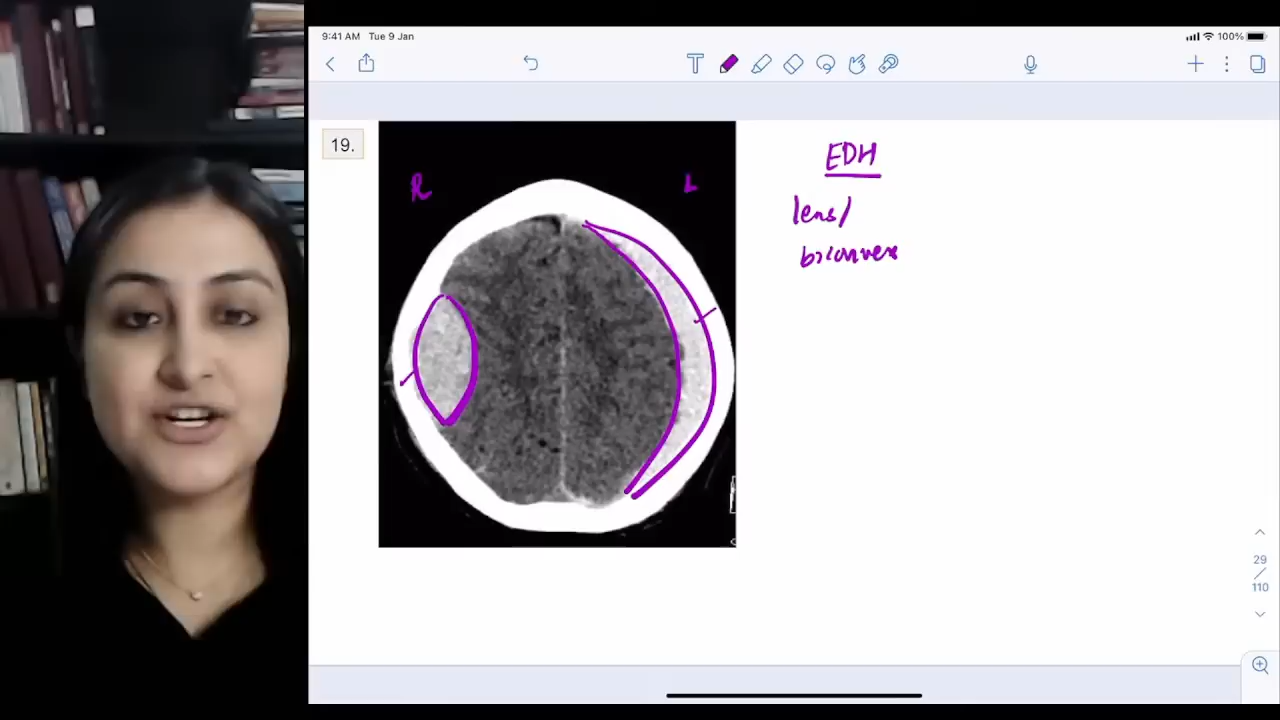 9:41 AM Tue 9 Jan
100%
19.
R
L
EDH
lens/
biconvex
29
/
110